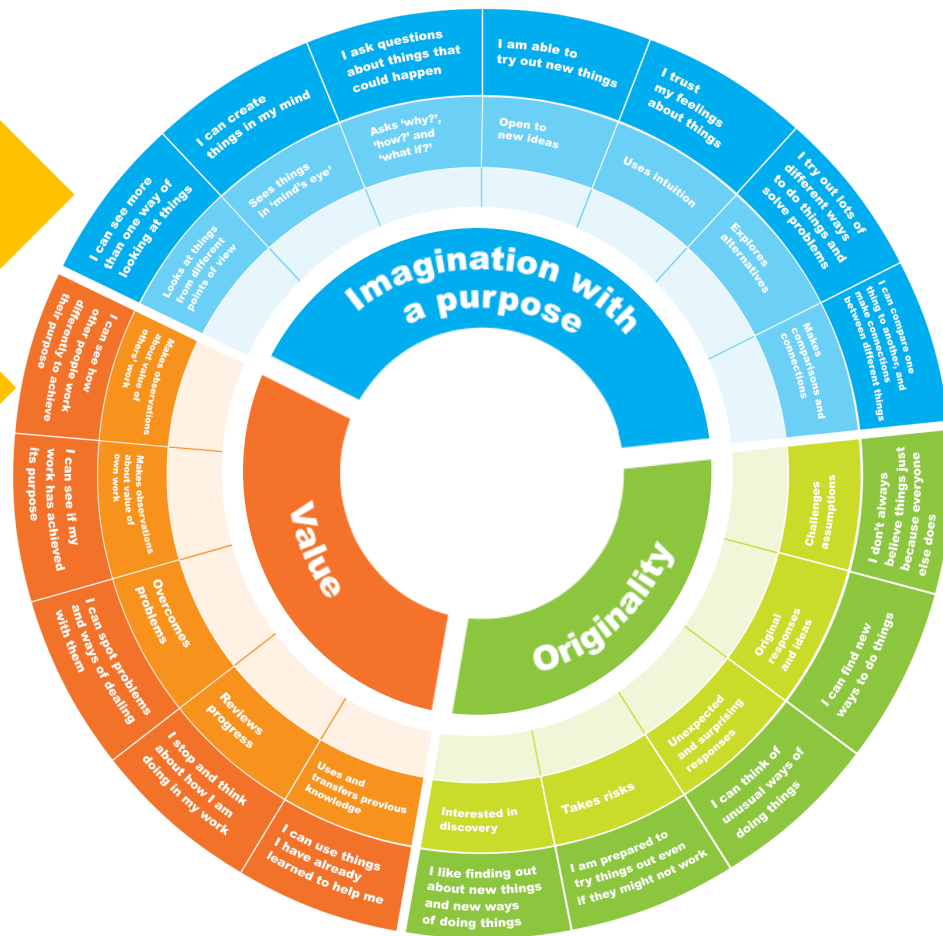 Imagination with
a purpose
I can see more
than one way of
looking at things
Looks at things
from different
points of view
I can create
things in my mind
Sees things
in ‘mind’s eye’
I ask questions
about things that
could happen
Asks ‘why?’,
‘how?’ and
‘what if?’
I am able to
try out new things
Open to
new ideas
I trust
my feelings
about things
Uses intuition
I try out lots of
different ways
to do things and
solve problems
Explores
alternatives
I can compare one
thing to another, and
make connections
between different things
Makes
comparisons and
connections
Originality
I don’t always
believe things just
because everyone
else does
Challenges
assumptions
I can find new
ways to do things
Original
responses
and ideas
I can think of
unusual ways of
doing things
Unexpected
and surprising
responses
I am prepared to
try things out even
if they might not work
Takes risks
I like finding out
about new things
and new ways
of doing things
Interested in
discovery
Value
I can use things
I have already
learned to help me
Uses and
transfers previous
knowledge
I stop and think
about how I am
doing in my work
Reviews
progress
I can spot problems
and ways of dealing
with them
Overcomes
problems
I can see if my
work has achieved
its purpose
Makes observations
about value of
own work
I can see how
other people work
differently to achieve
their purpose
Makes observations
about value of
others’ work